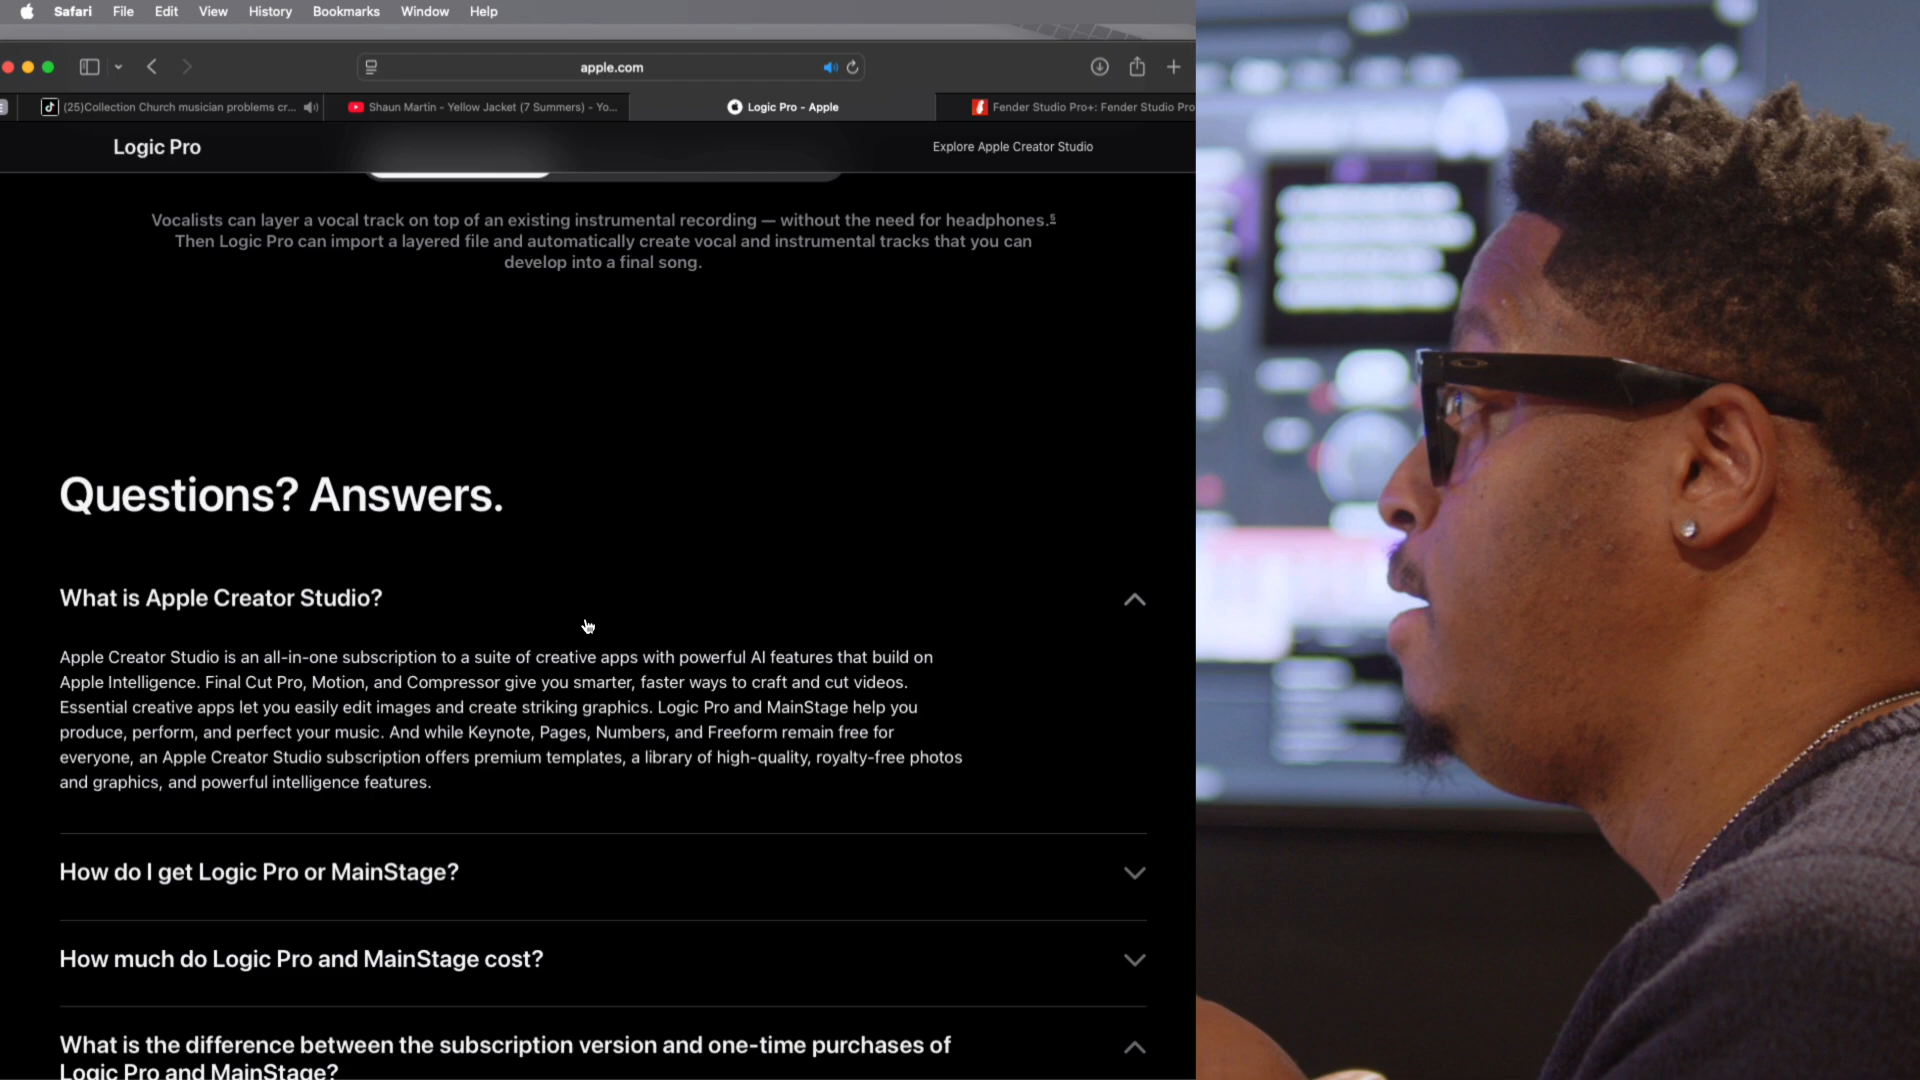 Safari File Edit View History Bookmarks Window Help
apple.com
(25)Collection Church musician problems cr...
Shaun Martin - Yellow Jacket (7 Summers) - Yo...
Logic Pro - Apple
Fender Studio Pro+: Fender Studio Pro
Logic Pro
Explore Apple Creator Studio
Vocalists can layer a vocal track on top of an existing instrumental recording — without the need for headphones.5
Then Logic Pro can import a layered file and automatically create vocal and instrumental tracks that you can
develop into a final song.
Questions? Answers.
What is Apple Creator Studio?
Apple Creator Studio is an all-in-one subscription to a suite of creative apps with powerful AI features that build on
Apple Intelligence. Final Cut Pro, Motion, and Compressor give you smarter, faster ways to craft and cut videos.
Essential creative apps let you easily edit images and create striking graphics. Logic Pro and MainStage help you
produce, perform, and perfect your music. And while Keynote, Pages, Numbers, and Freeform remain free for
everyone, an Apple Creator Studio subscription offers premium templates, a library of high-quality, royalty-free photos
and graphics, and powerful intelligence features.
How do I get Logic Pro or MainStage?
How much do Logic Pro and MainStage cost?
What is the difference between the subscription version and one-time purchases of
Logic Pro and MainStage?